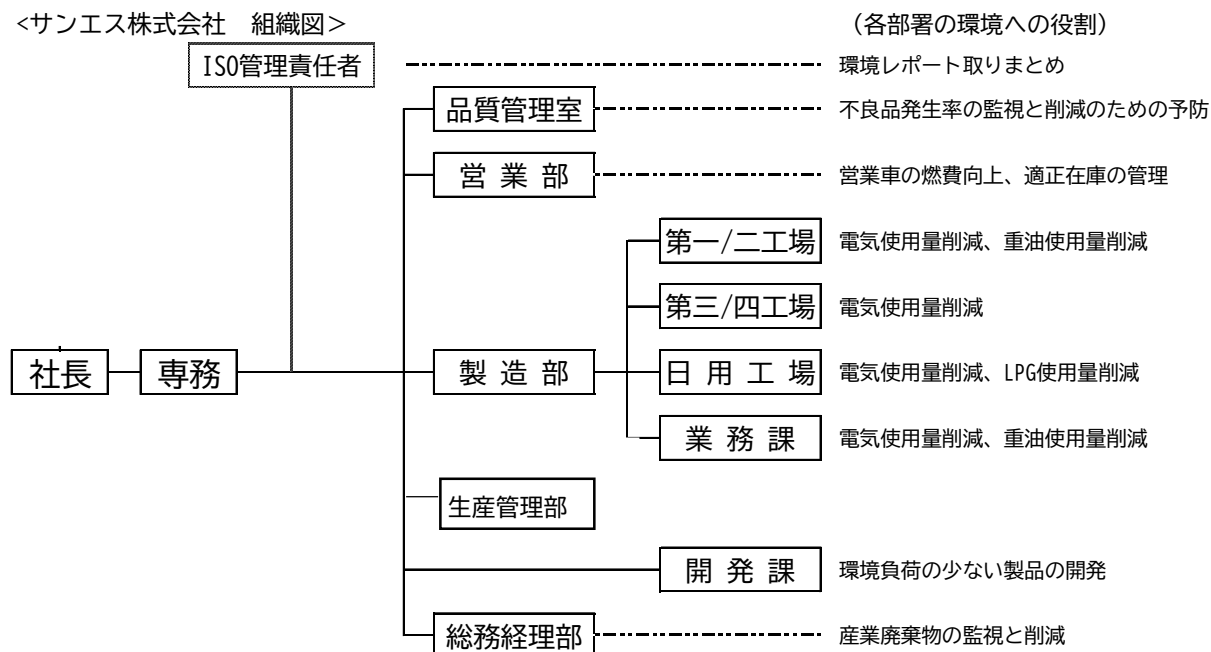 <サンエス株式会社　組織図>　（各部署の環境への役割）
ISO管理責任者　環境レポート取りまとめ
品質管理室　不良品発生率の監視と削減のための予防
営業部　営業車の燃費向上、適正在庫の管理
第一/二工場　電気使用量削減、重油使用量削減
第三/四工場　電気使用量削減
社長　専務　製造部　日用工場　電気使用量削減、LPG使用量削減
業務課　電気使用量削減、重油使用量削減
生産管理部
開発課　環境負荷の少ない製品の開発
総務経理部　産業廃棄物の監視と削減